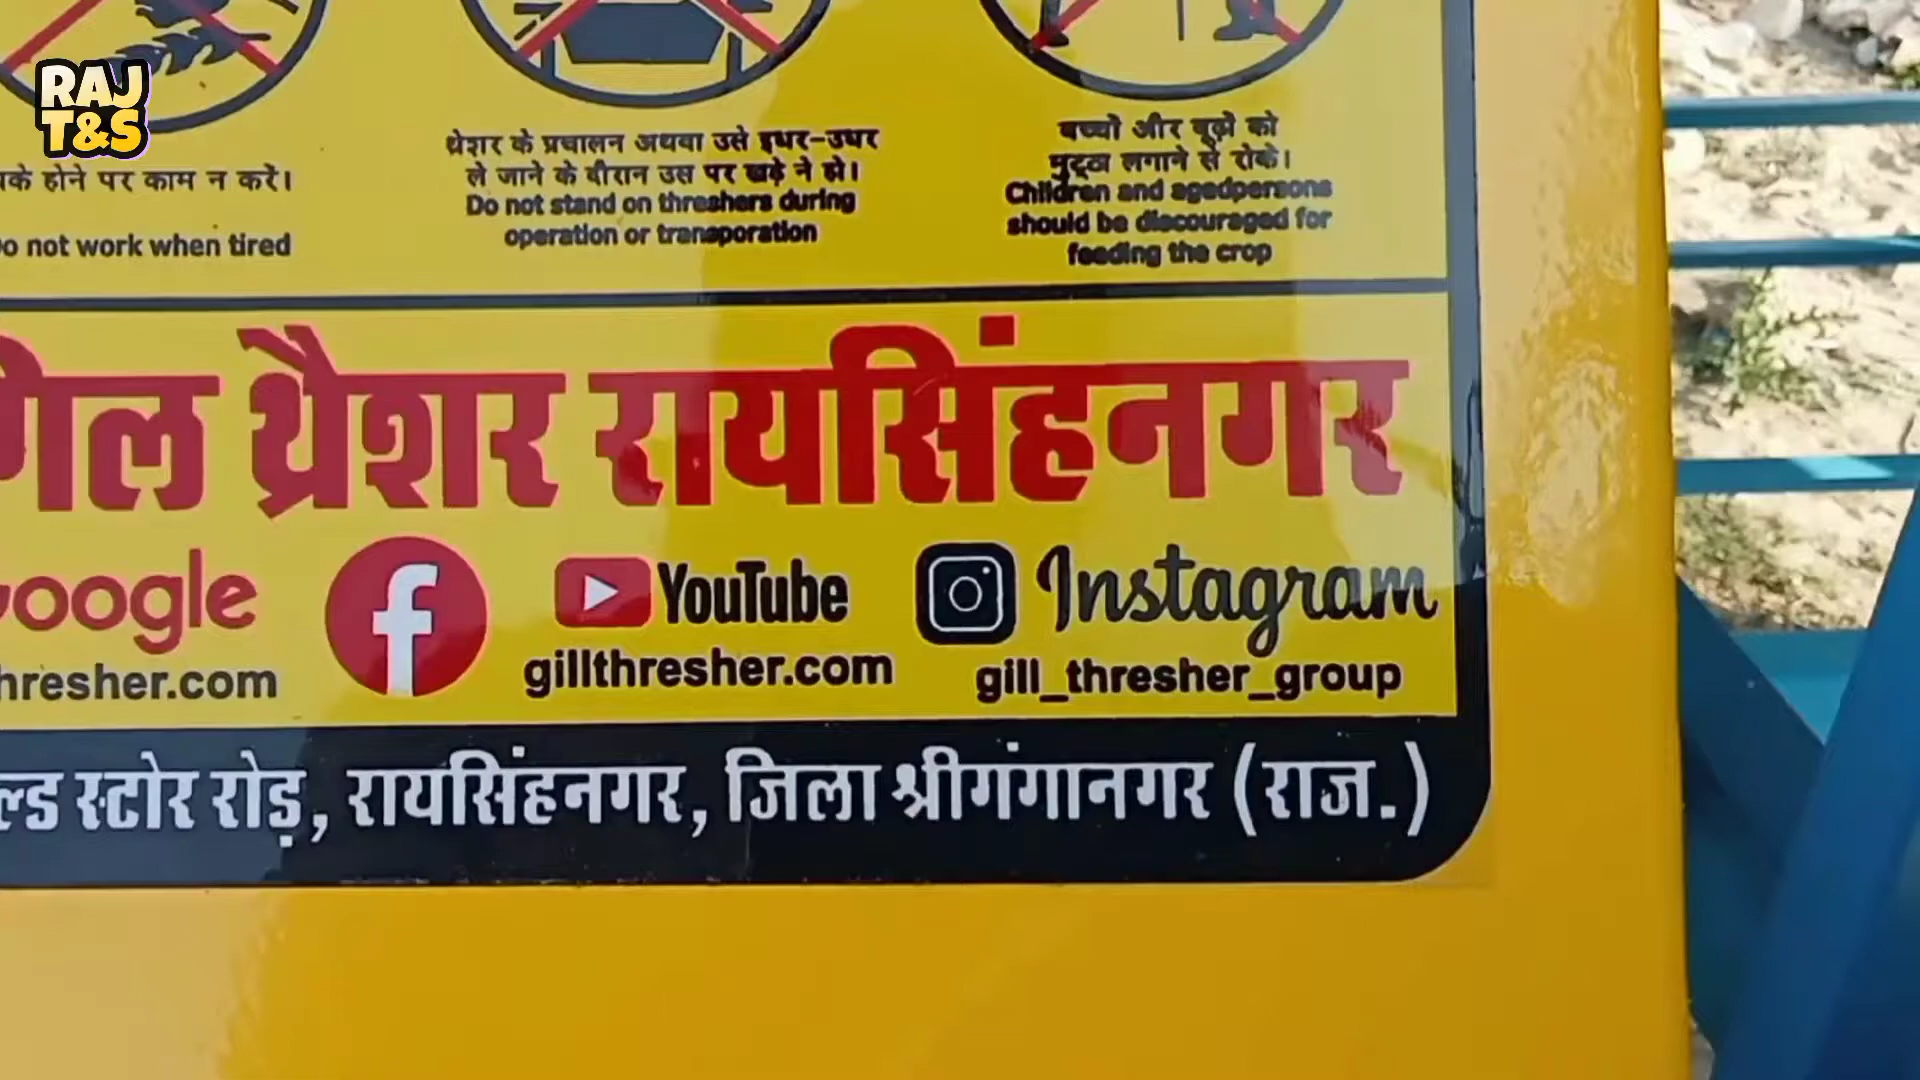 RAJ
T&S
होने पर काम न करें।
not work when tired
थ्रेशर के प्रचालन अथवा उसे इधर-उधर
ले जाने के दौरान उस पर खड़े ने हो।
Do not stand on threshers during
operation or transporation
बच्चों और बूढ़ों को
मुट्ठा लगाने से रोकें।
Children and agedpersons
should be discouraged for
feeding the crop
गिल थ्रैशर रायसिंहनगर
oogle
hresher.com
f
YouTube
gillthresher.com
Instagram
gill_thresher_group
ल्ड स्टोर रोड़, रायसिंहनगर, जिला श्रीगंगानगर (राज.)